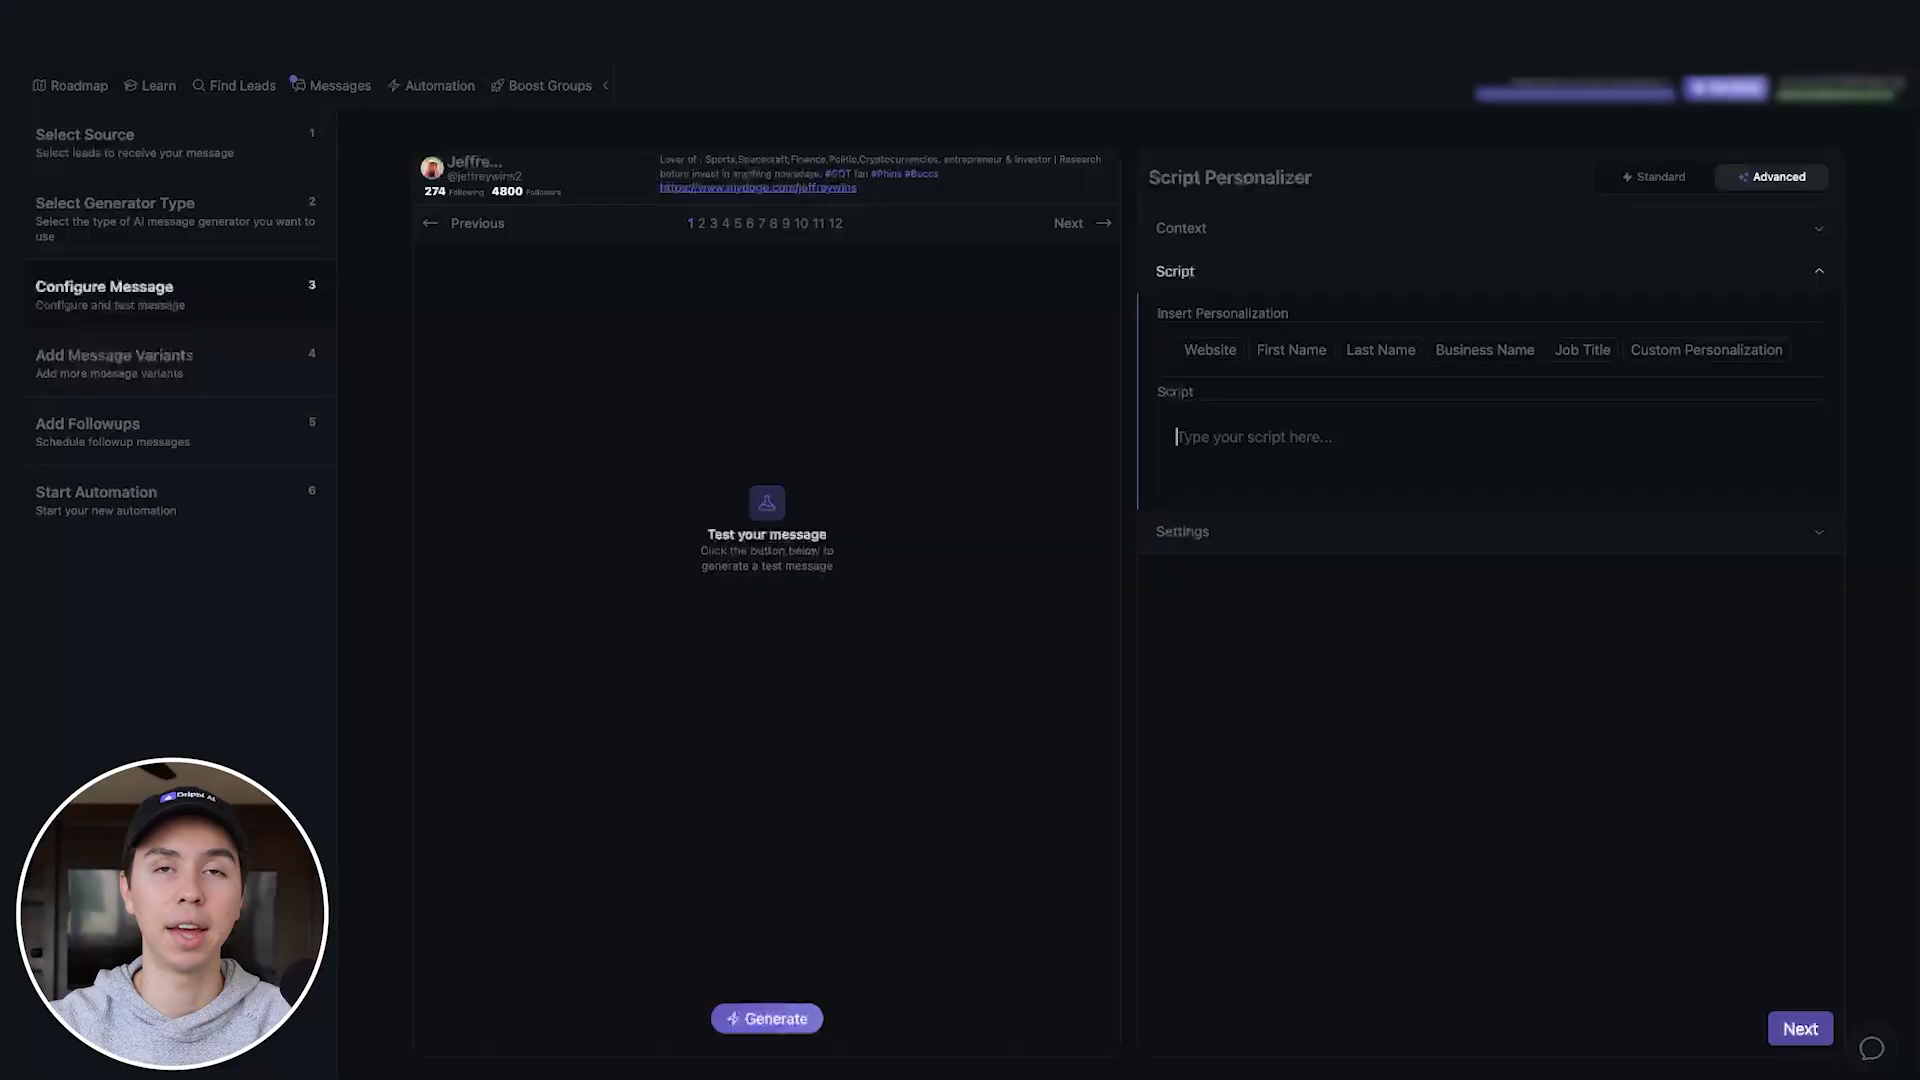 Roadmap Learn Find Leads Messages Automation Boost Groups
Select Source 1
Select leads to receive your message
Select Generator Type 2
Select the type of AI message generator you want to
use
Configure Message 3
Configure and test message
Add Message Variants 4
Add more message variants
Add Followups 5
Schedule followup messages
Start Automation 6
Start your new automation
Jeffre...
@jeffreywins2
274 Following 4800 Followers
Lover of . Sports,Spacecraft,Finance,Politic,Cryptocurrencies, entrepreneur & investor | Research
before invest in anything nowadays. #GOT fan #Phins #Buccs
https://www.mydoge.com/jeffreywins
Previous 1 2 3 4 5 6 7 8 9 10 11 12 Next
Test your message
Click the button below to
generate a test message
Generate
Script Personalizer Standard Advanced
Context
Script
Insert Personalization
Website First Name Last Name Business Name Job Title Custom Personalization
Script
Type your script here...
Settings
Next
Drippi AI